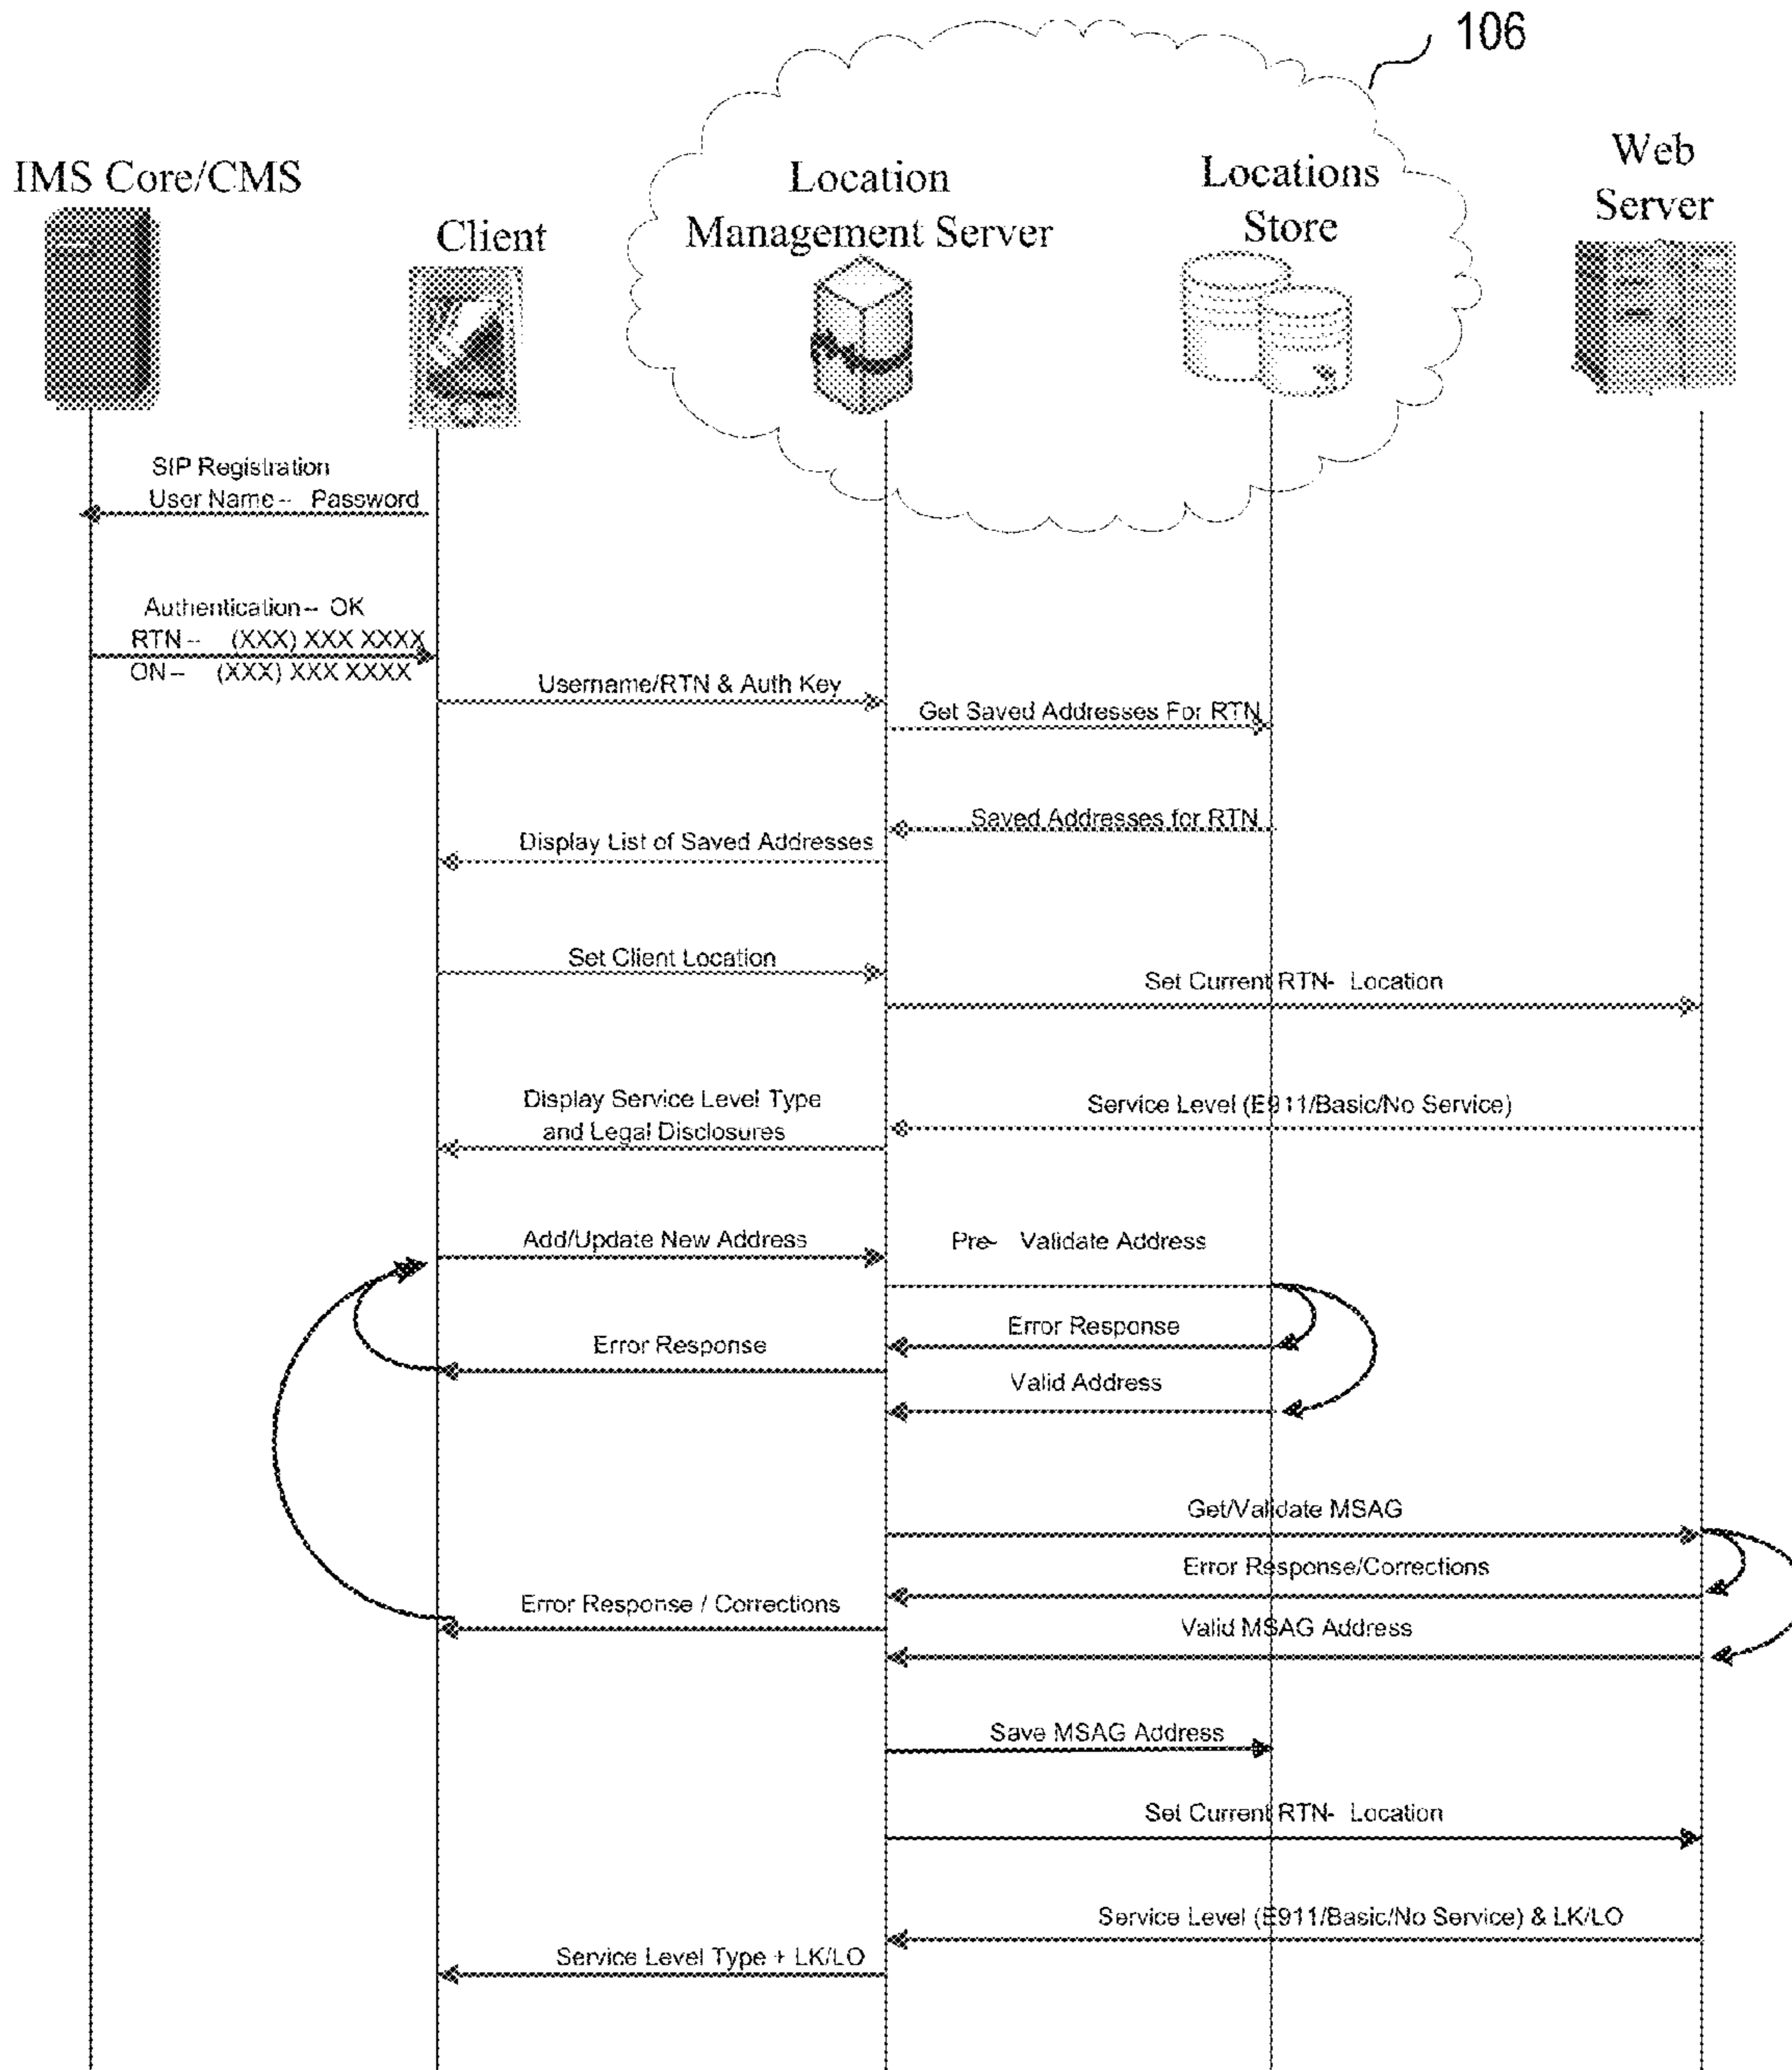 106
IMS Core/CMS
Client
Location
Management Server
Locations
Store
Web
Server
SIP Registration
User Name-- Password
Authentication-- OK
RTN -- (XXX) XXX XXXX
ON -- (XXX) XXX XXXX
Username/RTN & Auth Key
Get Saved Addresses For RTN
Saved Addresses for RTN
Display List of Saved Addresses
Set Client Location
Set Current RTN- Location
Service Level (E911/Basic/No Service)
Display Service Level Type
and Legal Disclosures
Add/Update New Address
Pre- Validate Address
Error Response
Error Response
Valid Address
Get/Validate MSAG
Error Response/Corrections
Error Response / Corrections
Valid MSAG Address
Save MSAG Address
Set Current RTN- Location
Service Level (E911/Basic/No Service) & LK/LO
Service Level Type + LK/LO